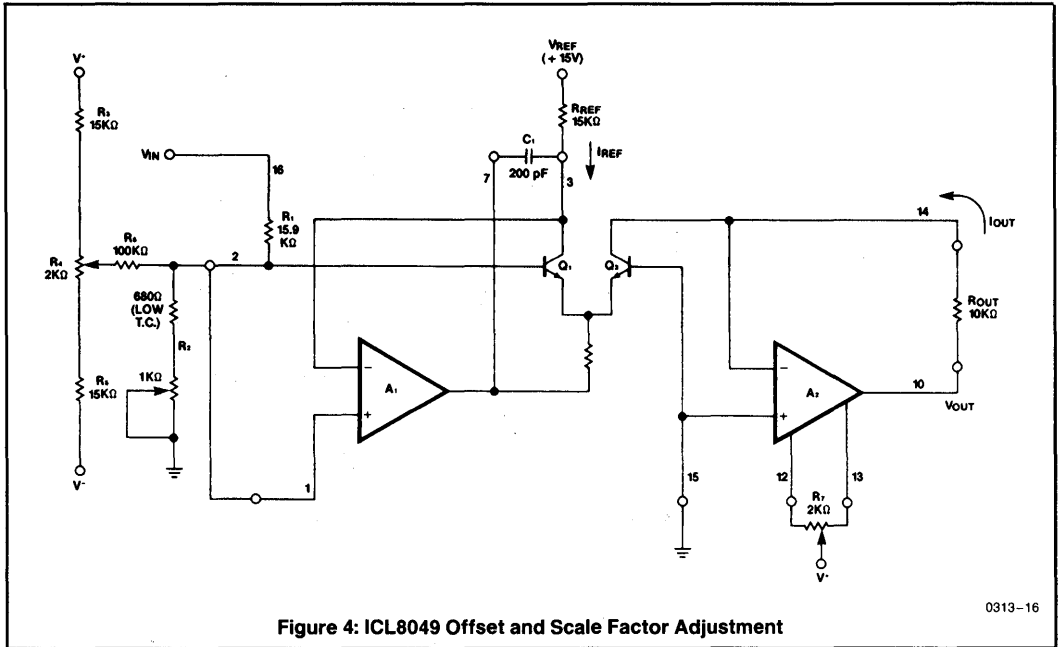 V+
R3
15KΩ
VIN
16
R1
15.9
KΩ
R6
100KΩ
2
R4
2KΩ
680Ω
(LOW
T.C.)
R2
1KΩ
R5
15KΩ
V-
1
VREF
(+ 15V)
RREF
15KΩ
C1
200 pF
7
3
IREF
Q1
Q2
A1
-
+
14
IOUT
ROUT
10KΩ
-
+
A2
10
VOUT
12
13
R7
2KΩ
V+
15
0313–16
Figure 4: ICL8049 Offset and Scale Factor Adjustment